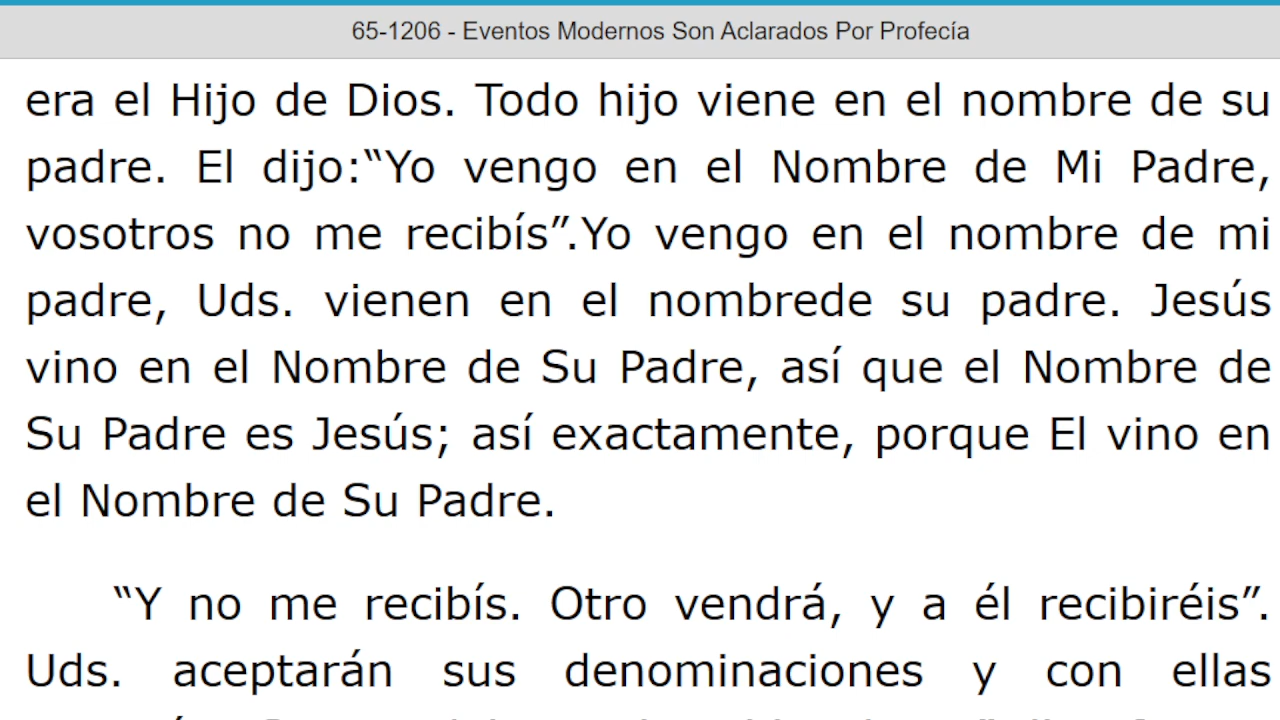 65-1206 - Eventos Modernos Son Aclarados Por Profecía
era el Hijo de Dios. Todo hijo viene en el nombre de su
padre. El dijo:“Yo vengo en el Nombre de Mi Padre,
vosotros no me recibís”.Yo vengo en el nombre de mi
padre, Uds. vienen en el nombrede su padre. Jesús
vino en el Nombre de Su Padre, así que el Nombre de
Su Padre es Jesús; así exactamente, porque El vino en
el Nombre de Su Padre.
“Y no me recibís. Otro vendrá, y a él recibiréis”.
Uds. aceptarán sus denominaciones y con ellas